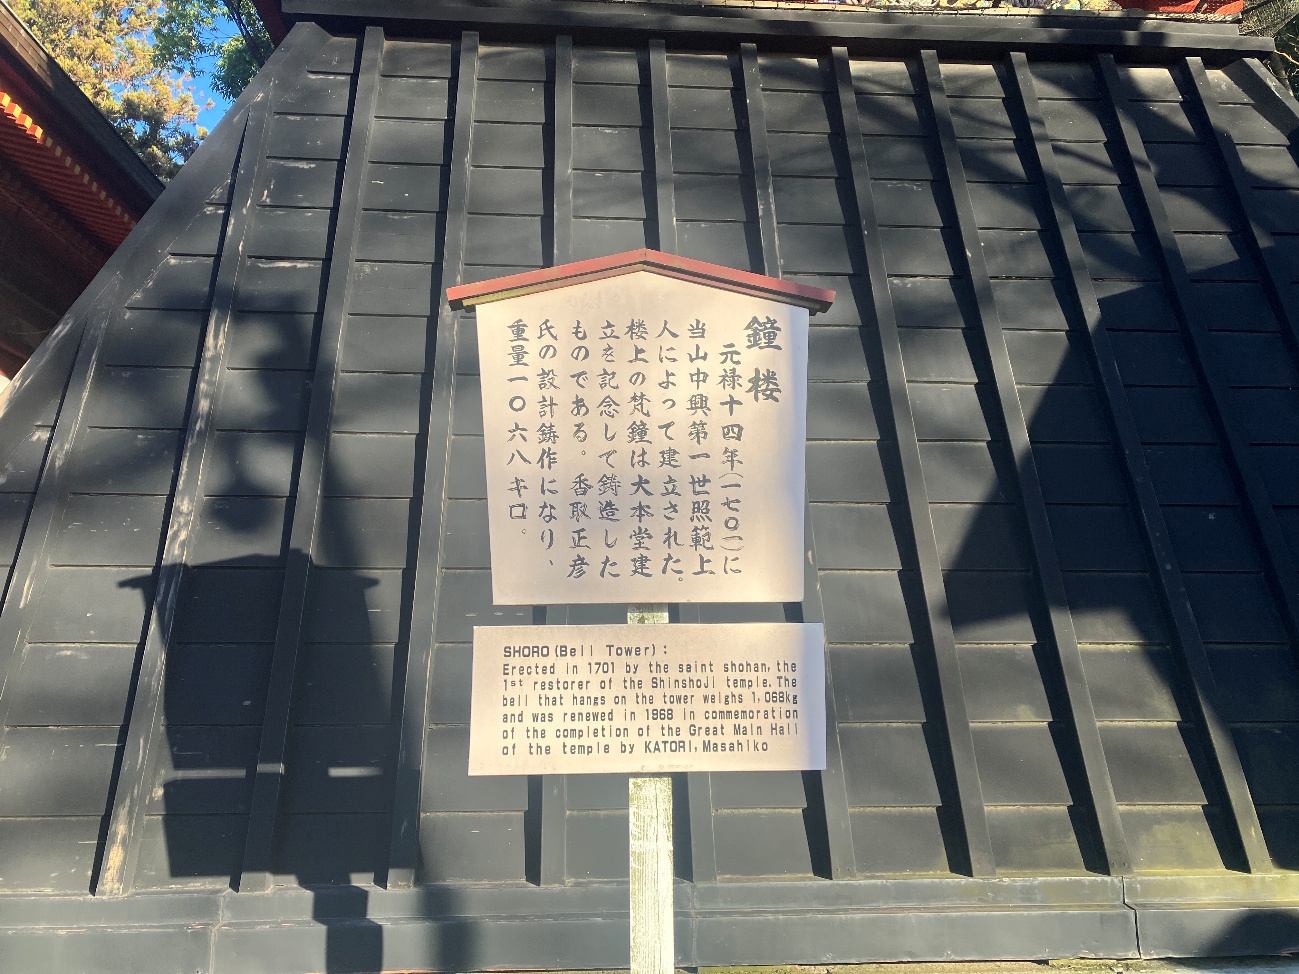 鐘楼
元禄十四年(一七〇一)に
当山中興第一世照範上
人によって建立された。
楼上の梵鐘は大本堂建
立を記念して鋳造した
ものである。香取正彦
氏の設計鋳作になり、
重量一〇六八キロ。
SHORO(Bell Tower):
Erected in 1701 by the saint shohan, the
1st restorer of the Shinshoji temple. The
bell that hangs on the tower weighs 1,068kg
and was renewed in 1968 in commemoration
of the completion of the Great Main Hall
of the temple by KATORI, Masahiko